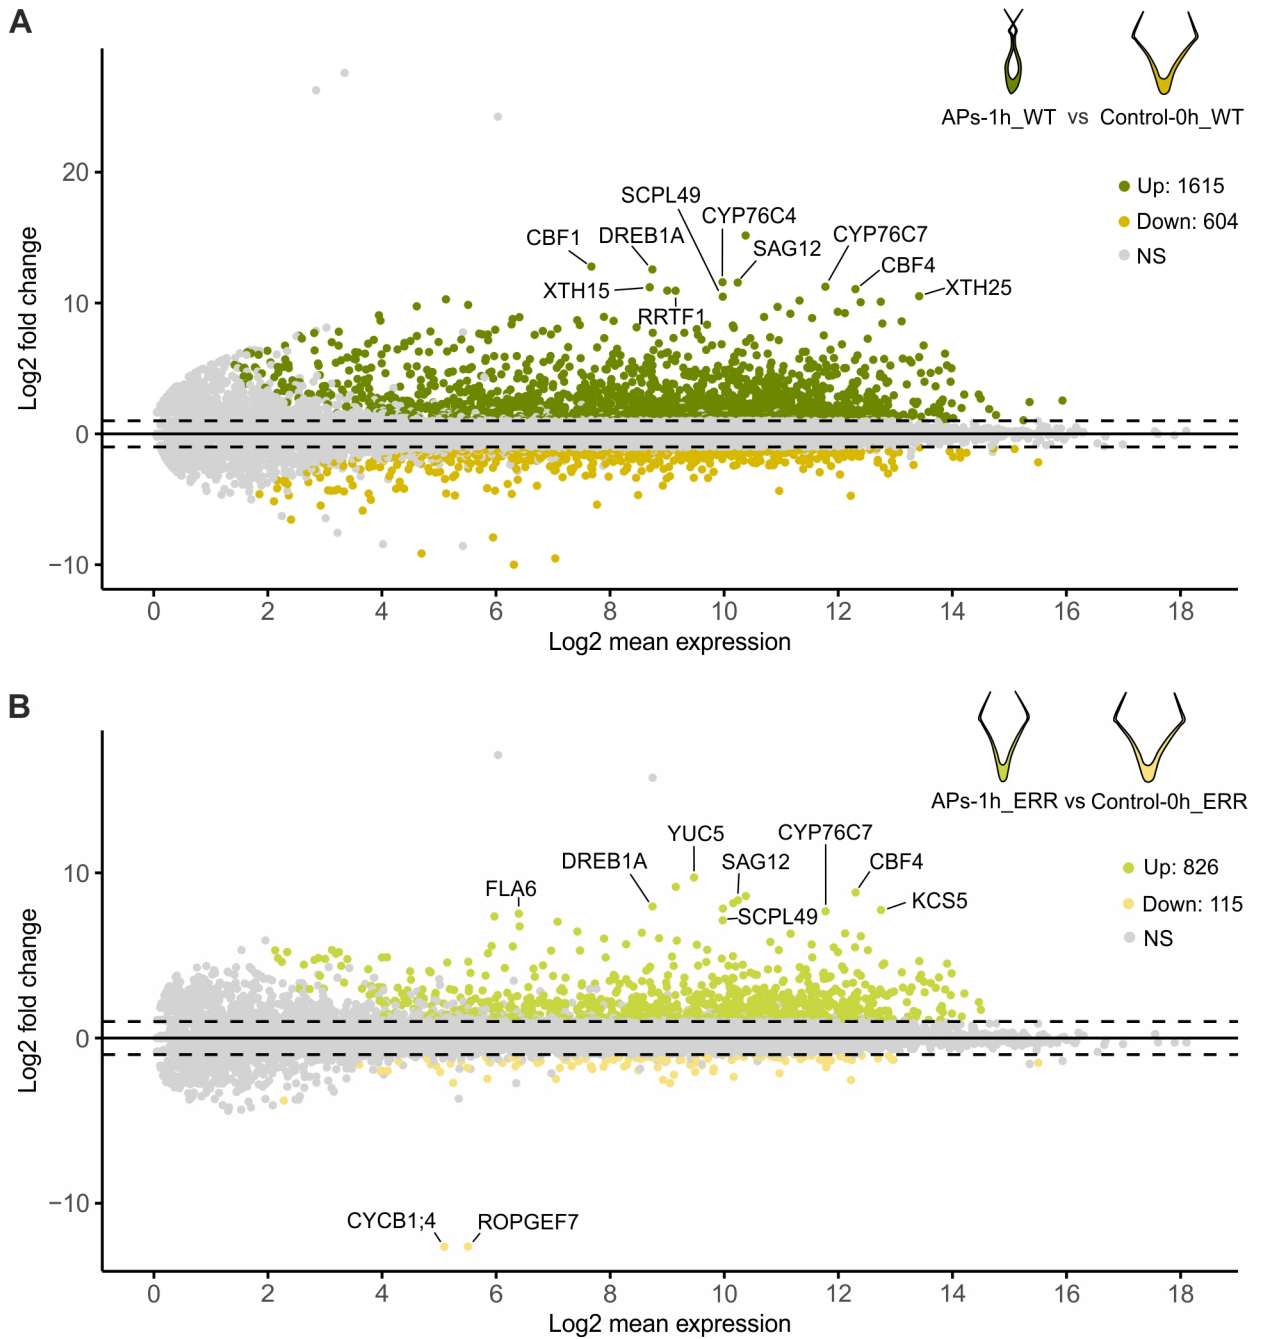 A
APs-1h_WT vs Control-0h_WT
Up: 1615
Down: 604
NS
SCPL49
CYP76C4
CBF1
DREB1A
SAG12
CYP76C7
CBF4
XTH15
XTH25
RRTF1
Log2 fold change
20
10
0
−10
0 2 4 6 8 10 12 14 16 18
Log2 mean expression
B
APs-1h_ERR vs Control-0h_ERR
Up: 826
Down: 115
NS
YUC5
CYP76C7
DREB1A
SAG12
CBF4
FLA6
KCS5
SCPL49
CYCB1;4
ROPGEF7
Log2 fold change
10
0
−10
0 2 4 6 8 10 12 14 16 18
Log2 mean expression